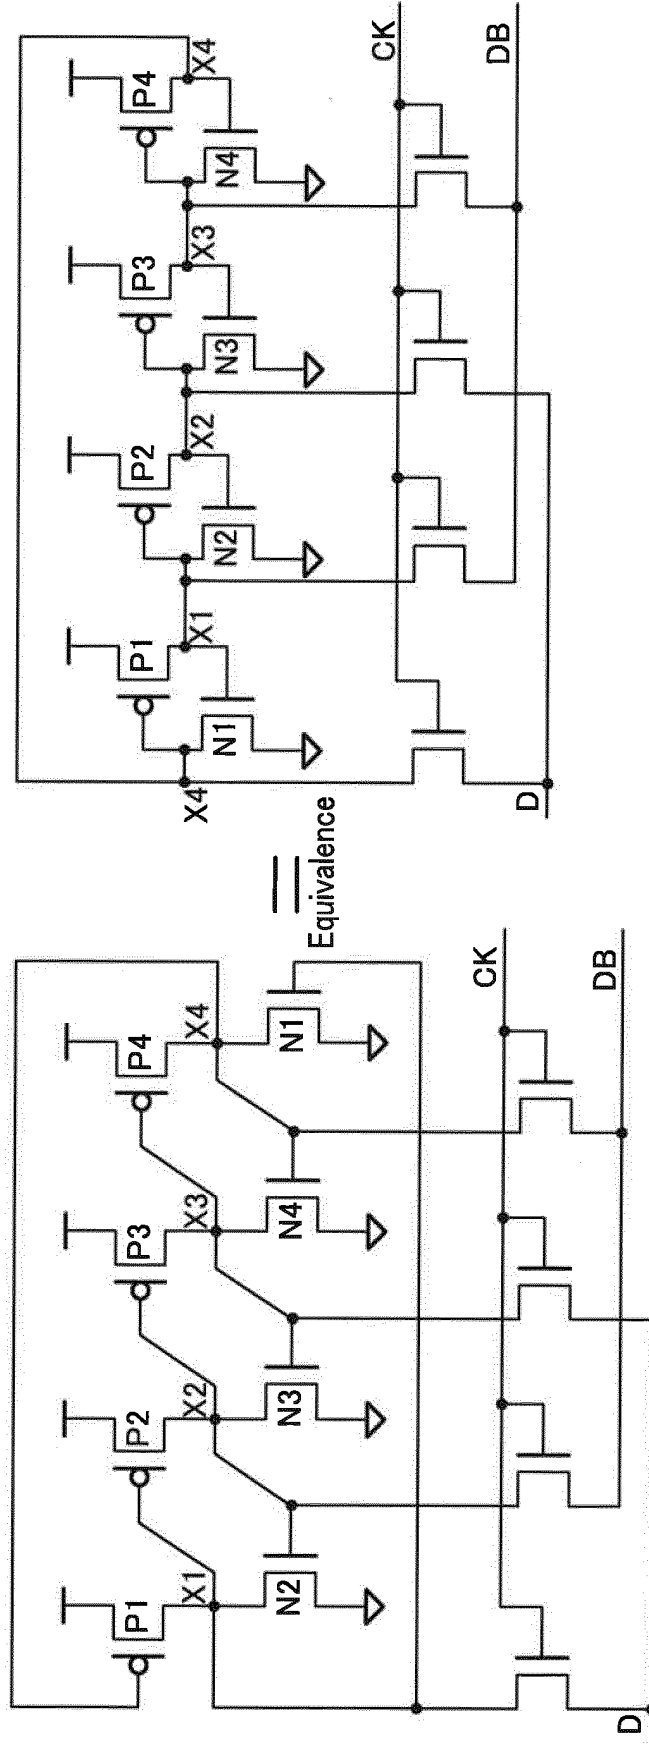 P1
P2
P3
P4
X1
X2
X3
X4
N2
N3
N4
N1
CK
DB
D
Equivalence
P1
P2
P3
P4
X4
X1
X2
X3
X4
N1
N2
N3
N4
CK
DB
D